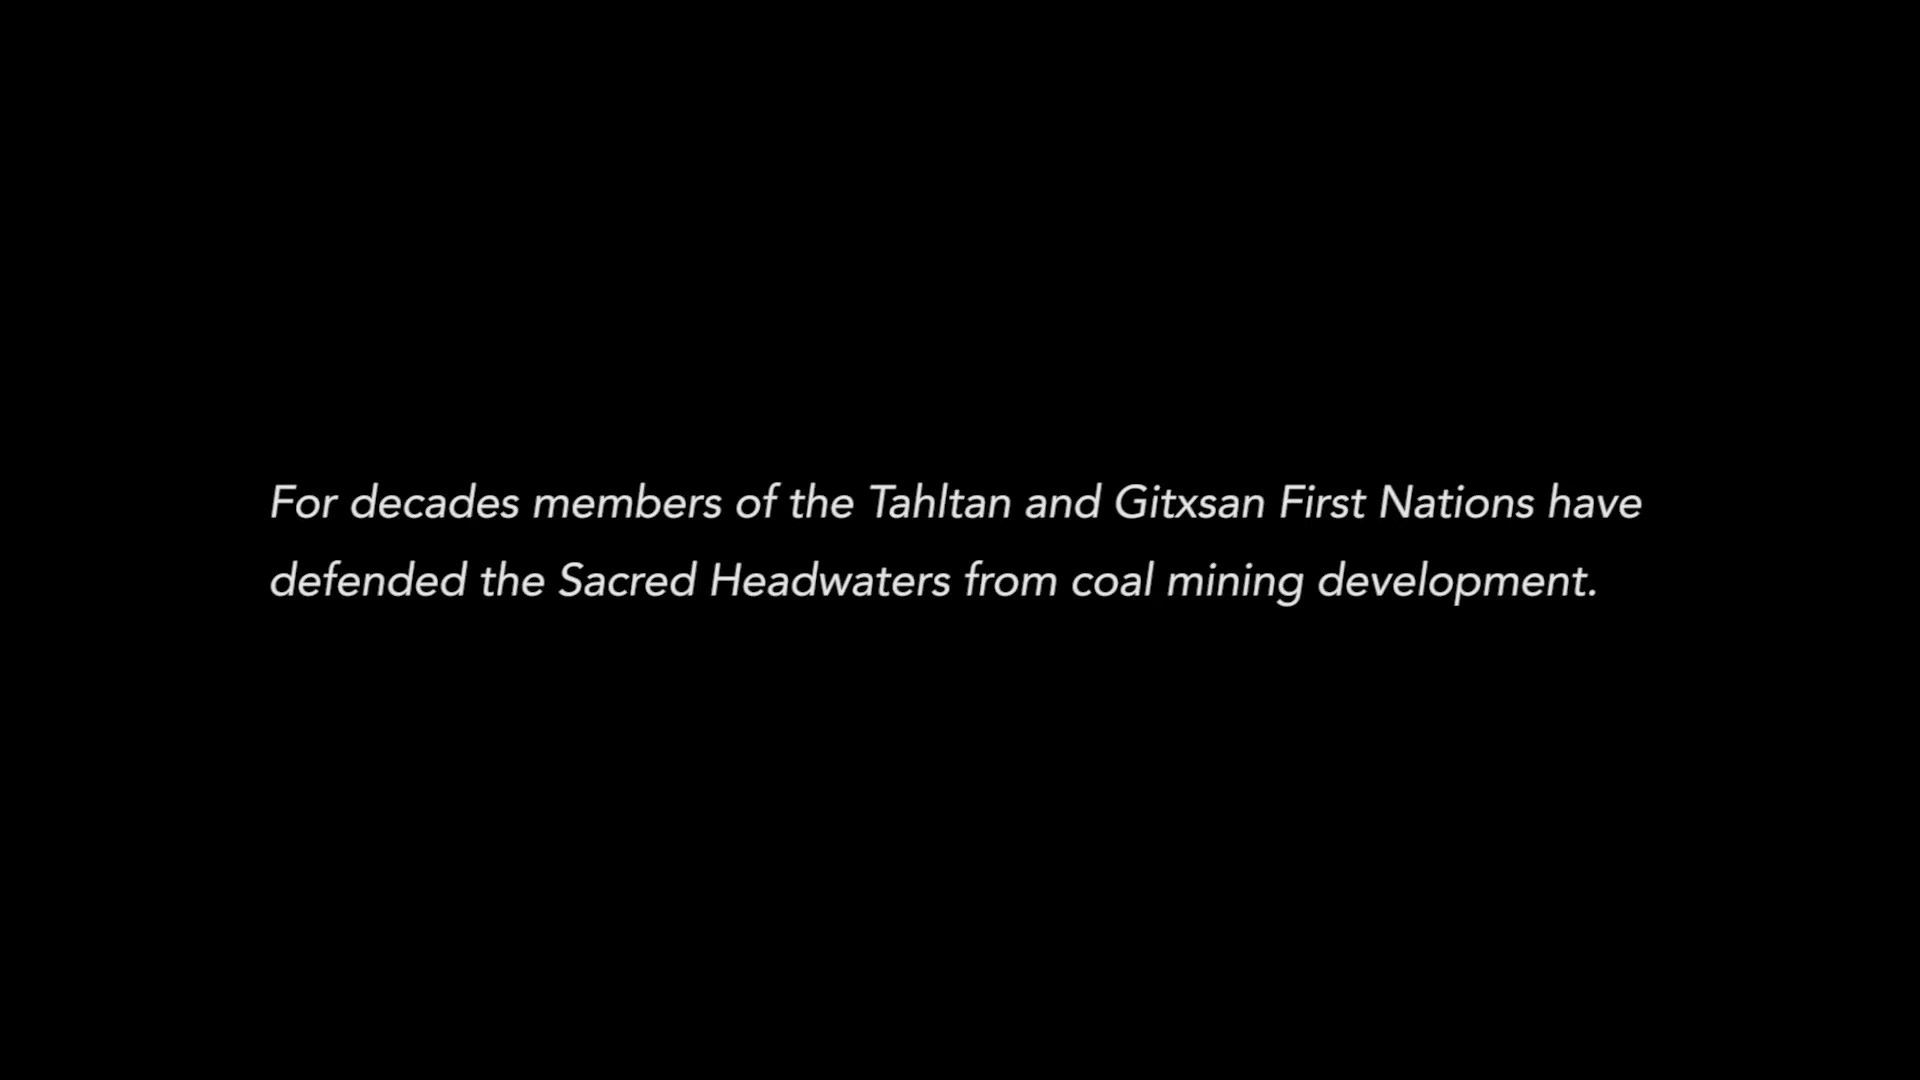 For decades members of the Tahltan and Gitxsan First Nations have
defended the Sacred Headwaters from coal mining development.